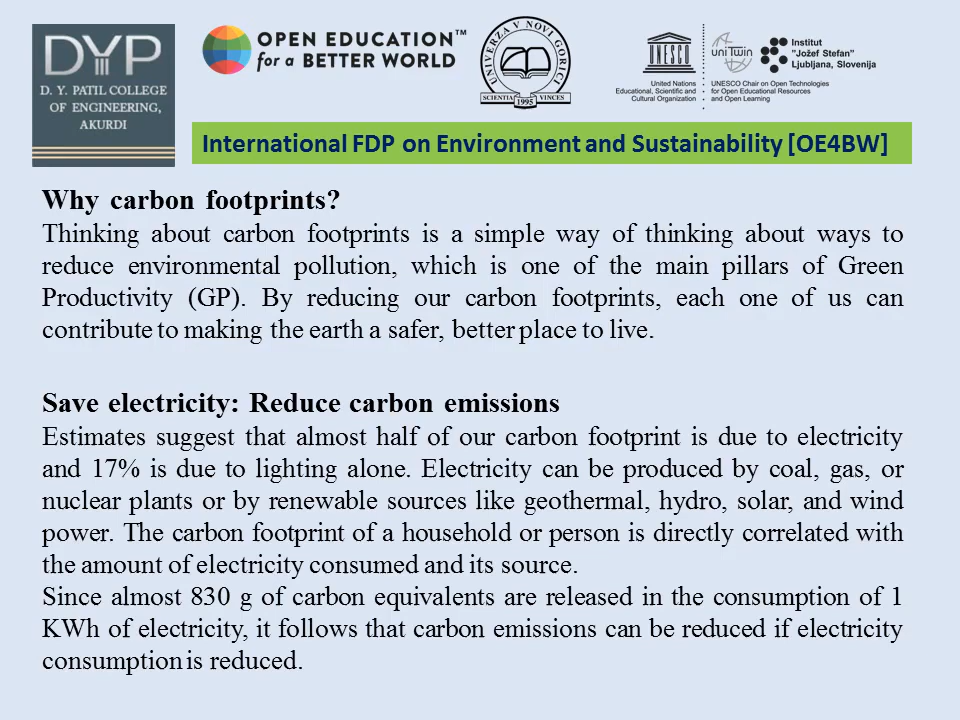 DYP
D. Y. PATIL COLLEGE
OF ENGINEERING,
AKURDI
OPEN EDUCATION™
for a BETTER WORLD
UNIVERZA V NOVI GORICI
SCIENTIA VINCES
1995
UNESCO
United Nations
Educational, Scientific and
Cultural Organization
uniTwin
Institut
"Jožef Stefan"
Ljubljana, Slovenija
UNESCO Chair on Open Technologies
for Open Educational Resources
and Open Learning
International FDP on Environment and Sustainability [OE4BW]
Why carbon footprints?
Thinking about carbon footprints is a simple way of thinking about ways to
reduce environmental pollution, which is one of the main pillars of Green
Productivity (GP). By reducing our carbon footprints, each one of us can
contribute to making the earth a safer, better place to live.
Save electricity: Reduce carbon emissions
Estimates suggest that almost half of our carbon footprint is due to electricity
and 17% is due to lighting alone. Electricity can be produced by coal, gas, or
nuclear plants or by renewable sources like geothermal, hydro, solar, and wind
power. The carbon footprint of a household or person is directly correlated with
the amount of electricity consumed and its source.
Since almost 830 g of carbon equivalents are released in the consumption of 1
KWh of electricity, it follows that carbon emissions can be reduced if electricity
consumption is reduced.